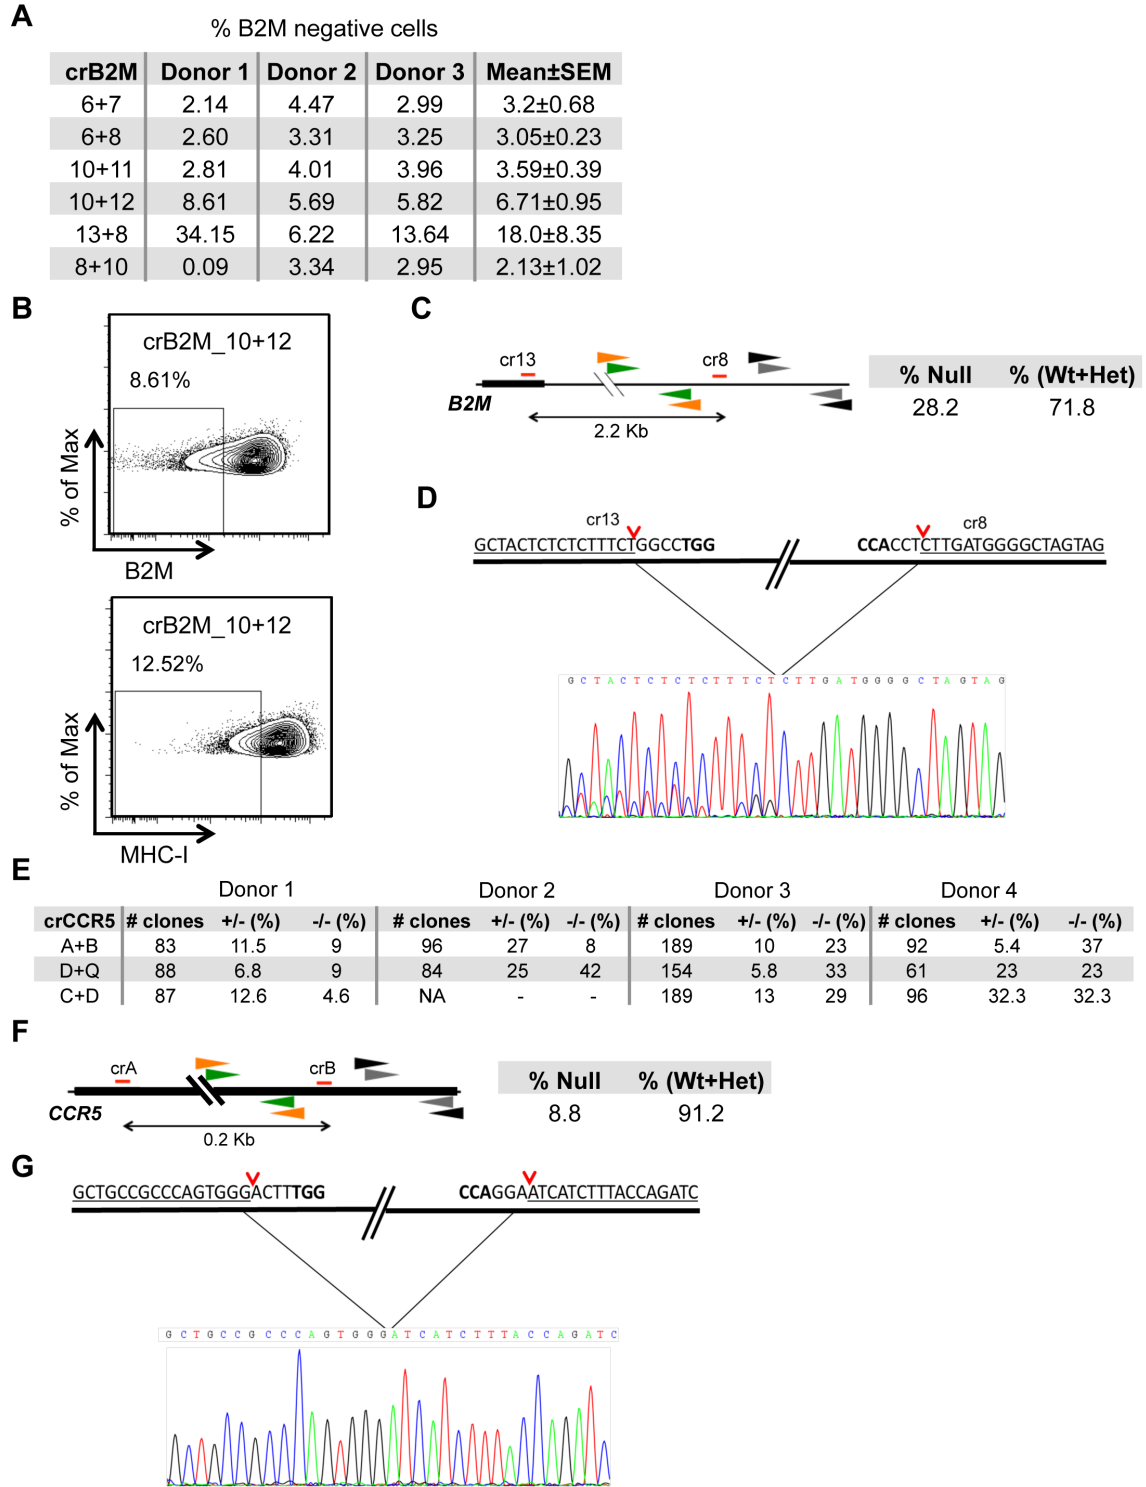 A
% B2M negative cells
crB2M Donor 1 Donor 2 Donor 3 Mean±SEM
6+7 2.14 4.47 2.99 3.2±0.68
6+8 2.60 3.31 3.25 3.05±0.23
10+11 2.81 4.01 3.96 3.59±0.39
10+12 8.61 5.69 5.82 6.71±0.95
13+8 34.15 6.22 13.64 18.0±8.35
8+10 0.09 3.34 2.95 2.13±1.02
B
crB2M_10+12
8.61%
% of Max
B2M
crB2M_10+12
12.52%
% of Max
MHC-I
C
cr13 cr8
B2M
2.2 Kb
% Null % (Wt+Het)
28.2 71.8
D
cr13 cr8
GCTACTCTCTCTTTCTGGCCTGG CCACCTCTTGATGGGGCTAGTAG
G C T A C T C T C T C T T T C T C T T G A T G G G G C T A G T A G
E
Donor 1 Donor 2 Donor 3 Donor 4
crCCR5 # clones +/- (%) -/- (%) # clones +/- (%) -/- (%) # clones +/- (%) -/- (%) # clones +/- (%) -/- (%)
A+B 83 11.5 9 96 27 8 189 10 23 92 5.4 37
D+Q 88 6.8 9 84 25 42 154 5.8 33 61 23 23
C+D 87 12.6 4.6 NA - - 189 13 29 96 32.3 32.3
F
crA crB
CCR5
0.2 Kb
% Null % (Wt+Het)
8.8 91.2
G
GCTGCCGCCCAGTGGGACTTTGG CCAGGAATCATCTTTACCAGATC
G C T G C C G C C C A G T G G G A T C A T C T T T A C C A G A T C